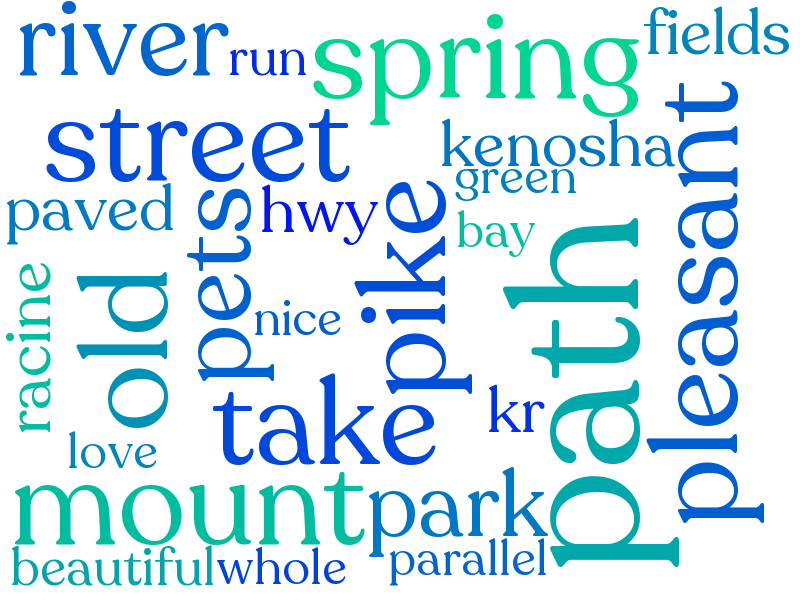 river
run
spring
fields
street
kenosha
green
pleasant
paved
pets
hwy
pike
bay
path
racine
old
nice
take
kr
love
mount
park
beautiful
whole
parallel